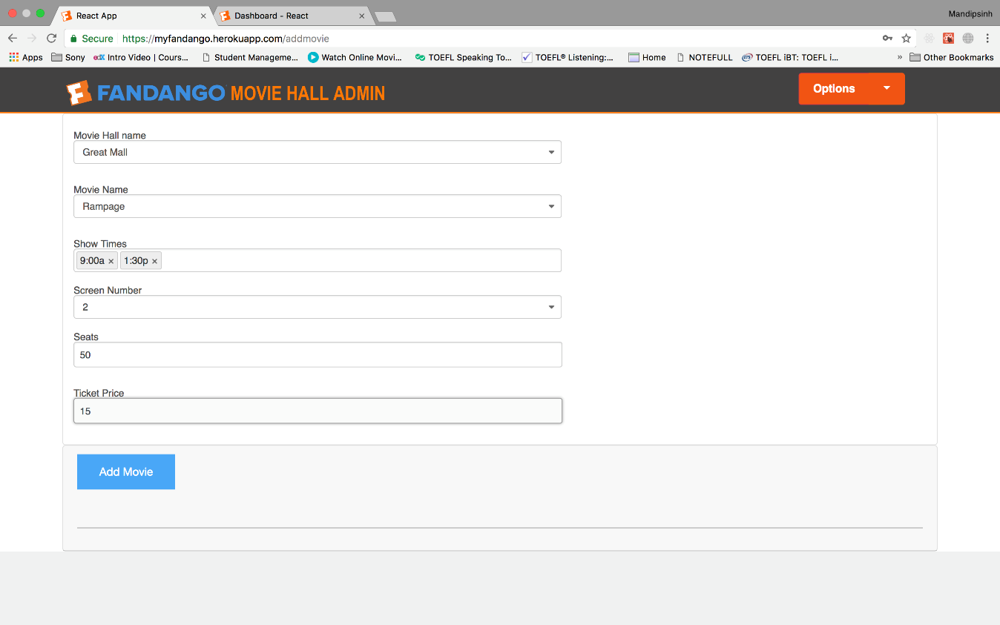 React App
Dashboard - React
Mandipsinh
Secure https://myfandango.herokuapp.com/addmovie
Apps Sony edX Intro Video | Cours... Student Manageme... Watch Online Movi... TOEFL Speaking To... TOEFL® Listening:... Home NOTEFULL ETS TOEFL iBT: TOEFL i... » Other Bookmarks
FANDANGO MOVIE HALL ADMIN
Options
Movie Hall name
Great Mall
Movie Name
Rampage
Show Times
9:00a × 1:30p ×
Screen Number
2
Seats
50
Ticket Price
15
Add Movie